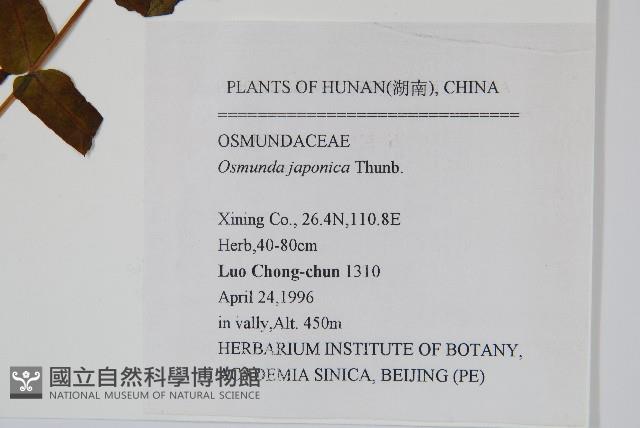 PLANTS OF HUNAN(湖南), CHINA
==============================
OSMUNDACEAE
Osmunda japonica Thunb.
Xining Co., 26.4N,110.8E
Herb,40-80cm
Luo Chong-chun 1310
April 24,1996
in vally,Alt. 450m
HERBARIUM INSTITUTE OF BOTANY,
SINICA, BEIJING (PE)
國立自然科學博物館
NATIONAL MUSEUM OF NATURAL SCIENCE